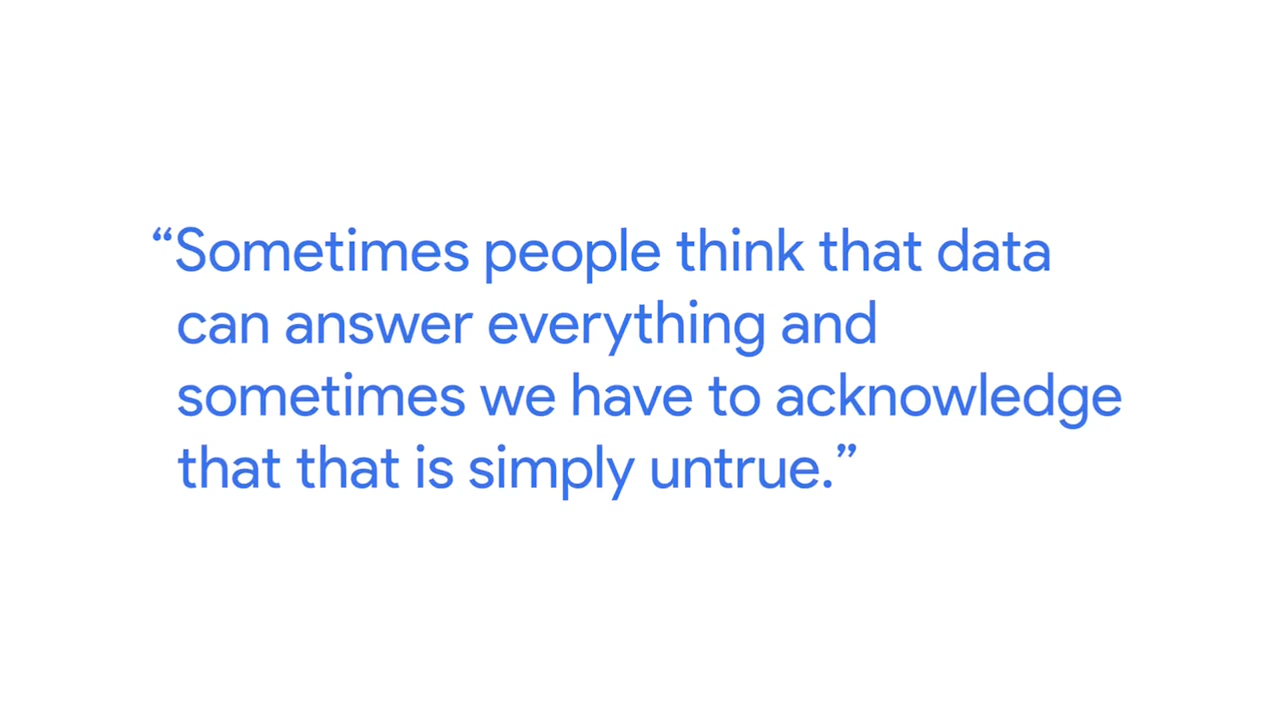 “Sometimes people think that data
can answer everything and
sometimes we have to acknowledge
that that is simply untrue.”